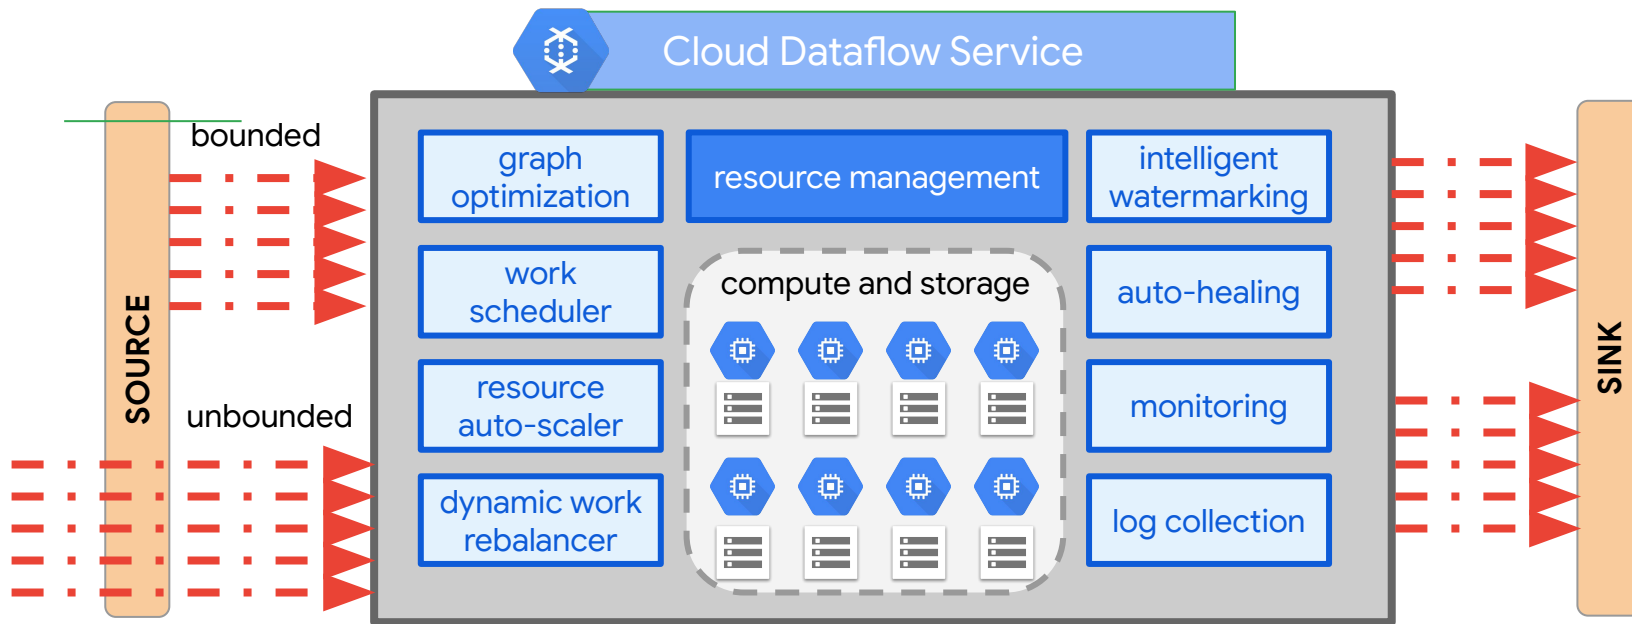 Cloud Dataflow Service
SOURCE
bounded
unbounded
graph
optimization
work
scheduler
resource
auto-scaler
dynamic work
rebalancer
resource management
compute and storage
intelligent
watermarking
auto-healing
monitoring
log collection
SINK